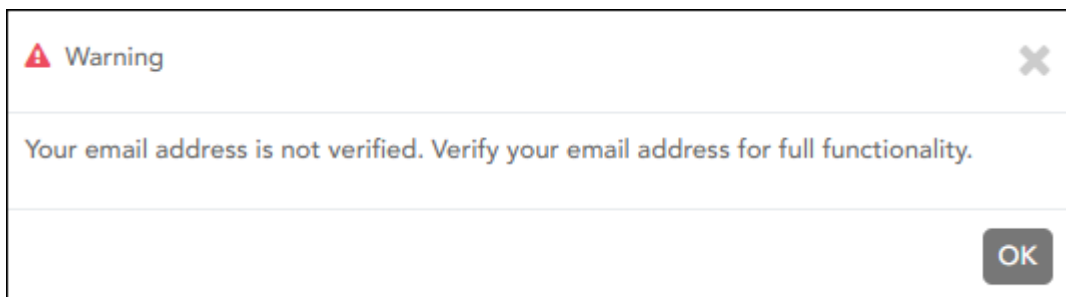 Warning
Your email address is not verified. Verify your email address for full functionality.
OK